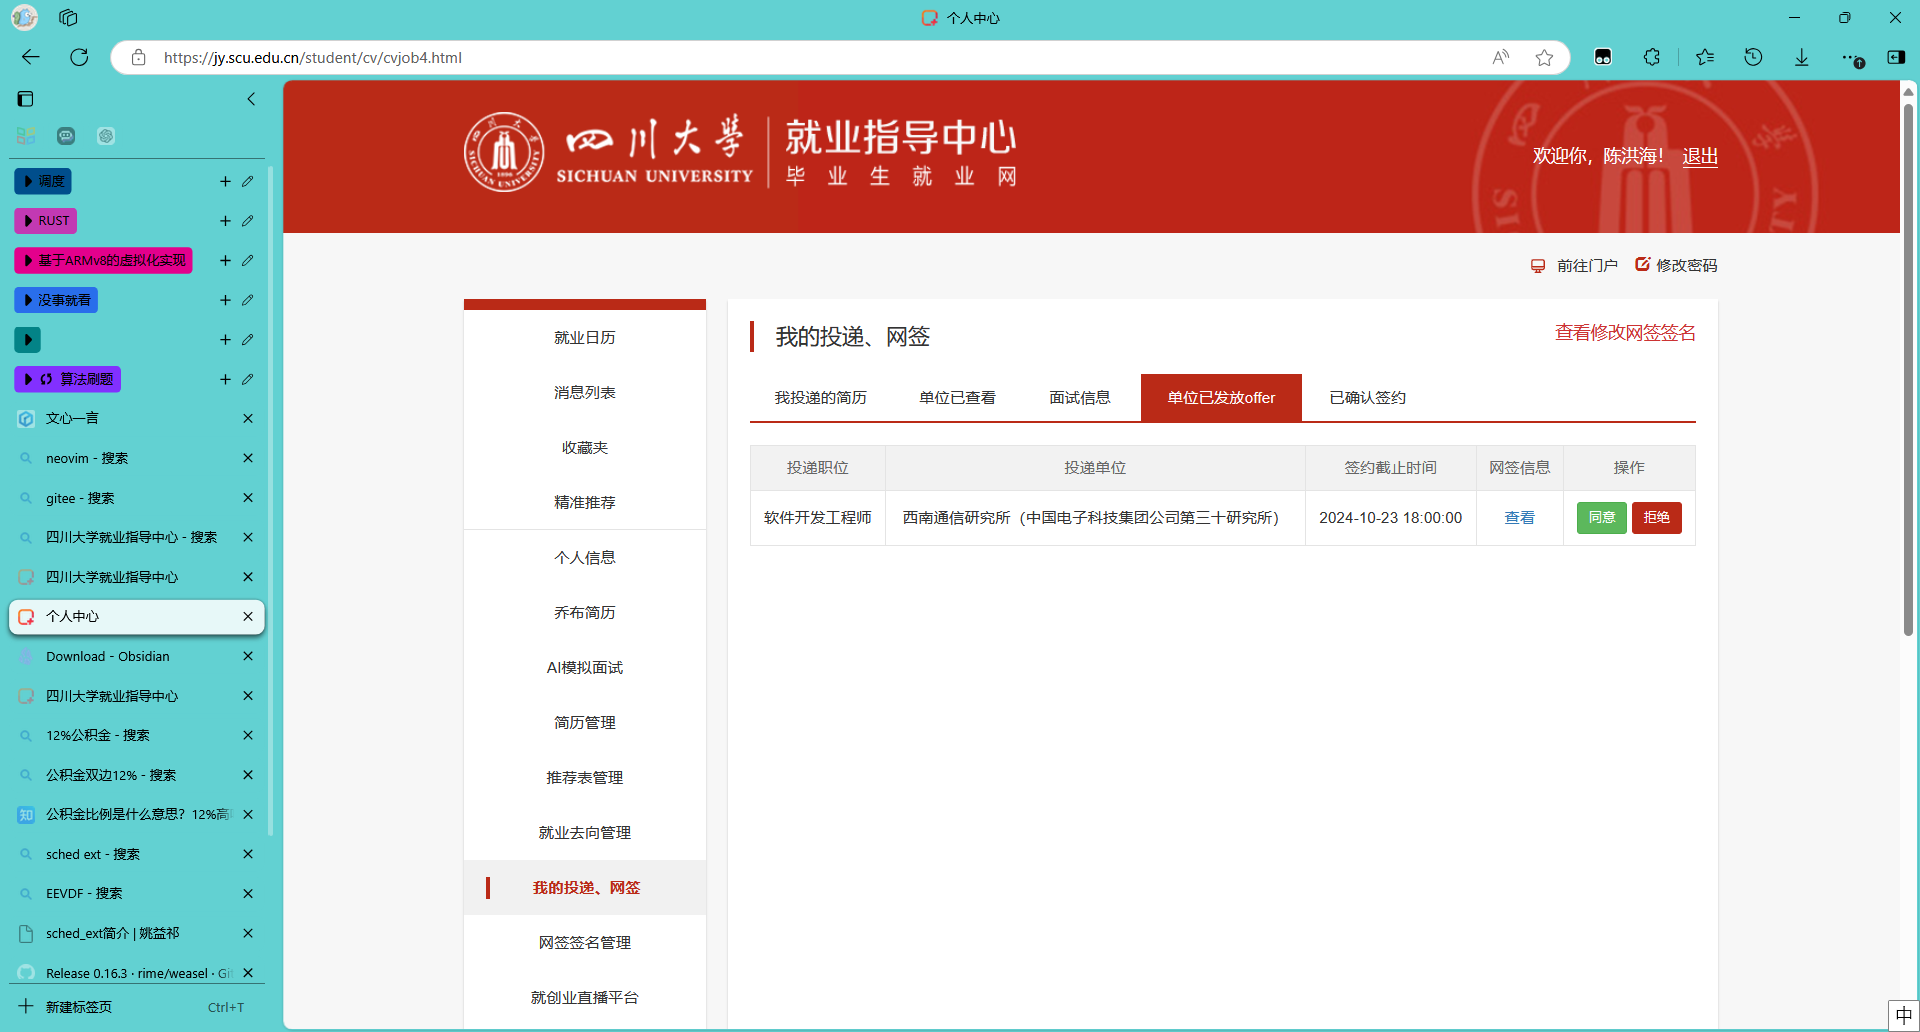 个人中心
https://jy.scu.edu.cn/student/cv/cvjob4.html
调度
RUST
基于ARMv8的虚拟化实现
没事就看
算法刷题
文心一言
neovim - 搜索
gitee - 搜索
四川大学就业指导中心 - 搜索
四川大学就业指导中心
个人中心
Download - Obsidian
四川大学就业指导中心
12%公积金 - 搜索
公积金双边12% - 搜索
公积金比例是什么意思？12%高
sched ext - 搜索
EEVDF - 搜索
sched_ext简介 | 姚益祁
Release 0.16.3 · rime/weasel · Git
新建标签页 Ctrl+T
四川大学 就业指导中心
SICHUAN UNIVERSITY 毕业生就业网
欢迎你，陈洪海！ 退出
前往门户 修改密码
就业日历
消息列表
收藏夹
精准推荐
个人信息
乔布简历
AI模拟面试
简历管理
推荐表管理
就业去向管理
我的投递、网签
网签签名管理
就创业直播平台
我的投递、网签 查看修改网签签名
我投递的简历 单位已查看 面试信息 单位已发放offer 已确认签约
投递职位 投递单位 签约截止时间 网签信息 操作
软件开发工程师 西南通信研究所（中国电子科技集团公司第三十研究所） 2024-10-23 18:00:00 查看 同意 拒绝
中